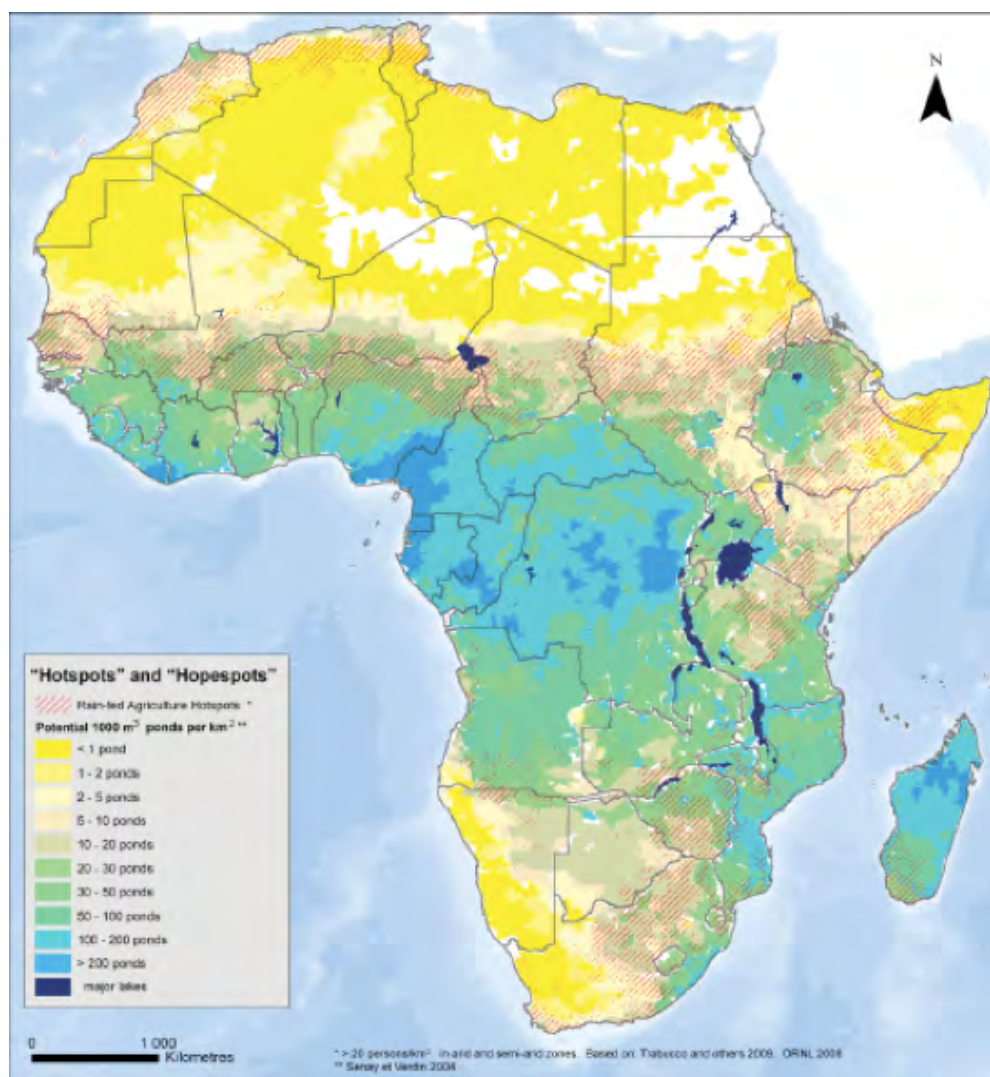 N
"Hotspots" and "Hopespots"
Rain-fed Agriculture Hotspots *
Potential 1000 m³ ponds per km² **
< 1 pond
1 - 2 ponds
2 - 5 ponds
5 - 10 ponds
10 - 20 ponds
20 - 30 ponds
30 - 50 ponds
50 - 100 ponds
100 - 200 ponds
> 200 ponds
major lakes
0 1 000
Kilometres
* > 20 persons/km² in arid and semi-arid zones. Based on: Trabucco and others 2009, ORNL 2008
** Senay et Verdin 2004